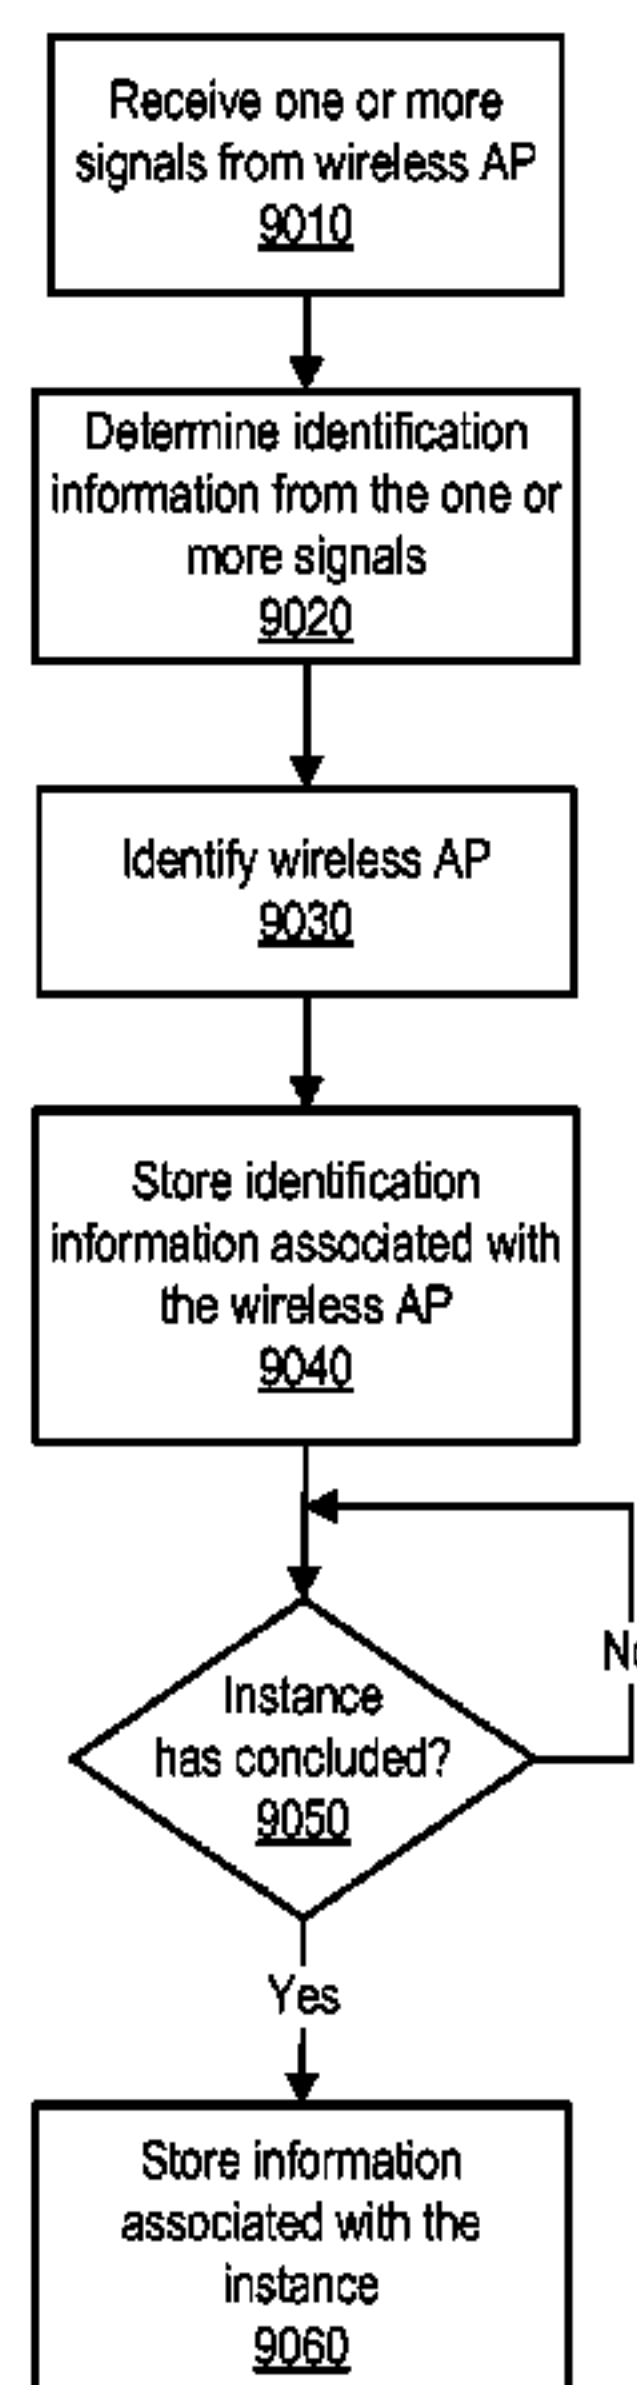 Receive one or more
signals from wireless AP
9010
Determine identification
information from the one or
more signals
9020
Identify wireless AP
9030
Store identification
information associated with
the wireless AP
9040
Instance
has concluded?
9050
No
Yes
Store information
associated with the
instance
9060